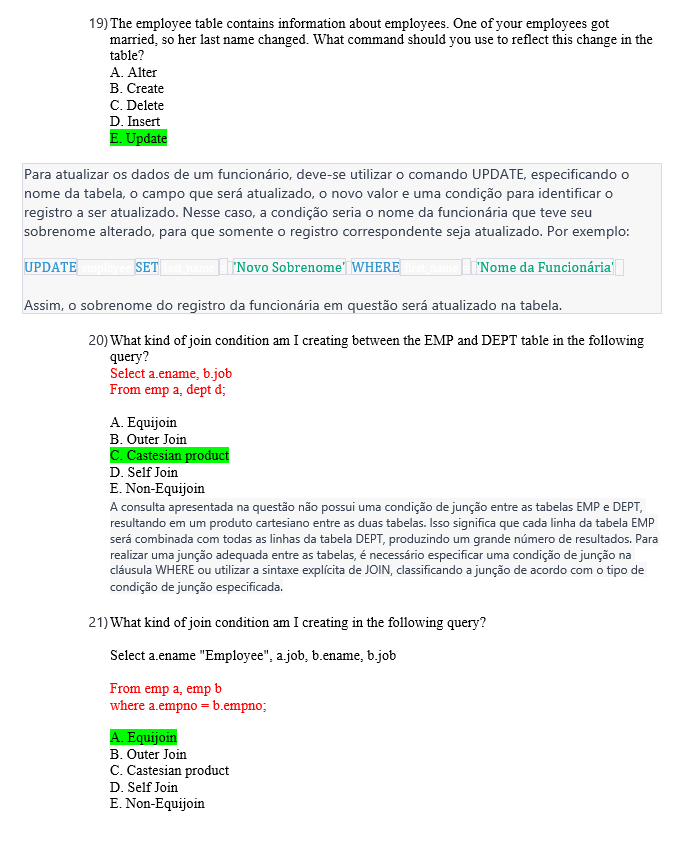 19) The employee table contains information about employees. One of your employees got
married, so her last name changed. What command should you use to reflect this change in the
table?
A. Alter
B. Create
C. Delete
D. Insert
E. Update
Para atualizar os dados de um funcionário, deve-se utilizar o comando UPDATE, especificando o
nome da tabela, o campo que será atualizado, o novo valor e uma condição para identificar o
registro a ser atualizado. Nesse caso, a condição seria o nome da funcionária que teve seu
sobrenome alterado, para que somente o registro correspondente seja atualizado. Por exemplo:
UPDATE employee SET last_name 'Novo Sobrenome' WHERE first_name 'Nome da Funcionária'
Assim, o sobrenome do registro da funcionária em questão será atualizado na tabela.
20) What kind of join condition am I creating between the EMP and DEPT table in the following
query?
Select a.ename, b.job
From emp a, dept d;
A. Equijoin
B. Outer Join
C. Castesian product
D. Self Join
E. Non-Equijoin
A consulta apresentada na questão não possui uma condição de junção entre as tabelas EMP e DEPT,
resultando em um produto cartesiano entre as duas tabelas. Isso significa que cada linha da tabela EMP
será combinada com todas as linhas da tabela DEPT, produzindo um grande número de resultados. Para
realizar uma junção adequada entre as tabelas, é necessário especificar uma condição de junção na
cláusula WHERE ou utilizar a sintaxe explícita de JOIN, classificando a junção de acordo com o tipo de
condição de junção especificada.
21) What kind of join condition am I creating in the following query?
Select a.ename "Employee", a.job, b.ename, b.job
From emp a, emp b
where a.empno = b.empno;
A. Equijoin
B. Outer Join
C. Castesian product
D. Self Join
E. Non-Equijoin